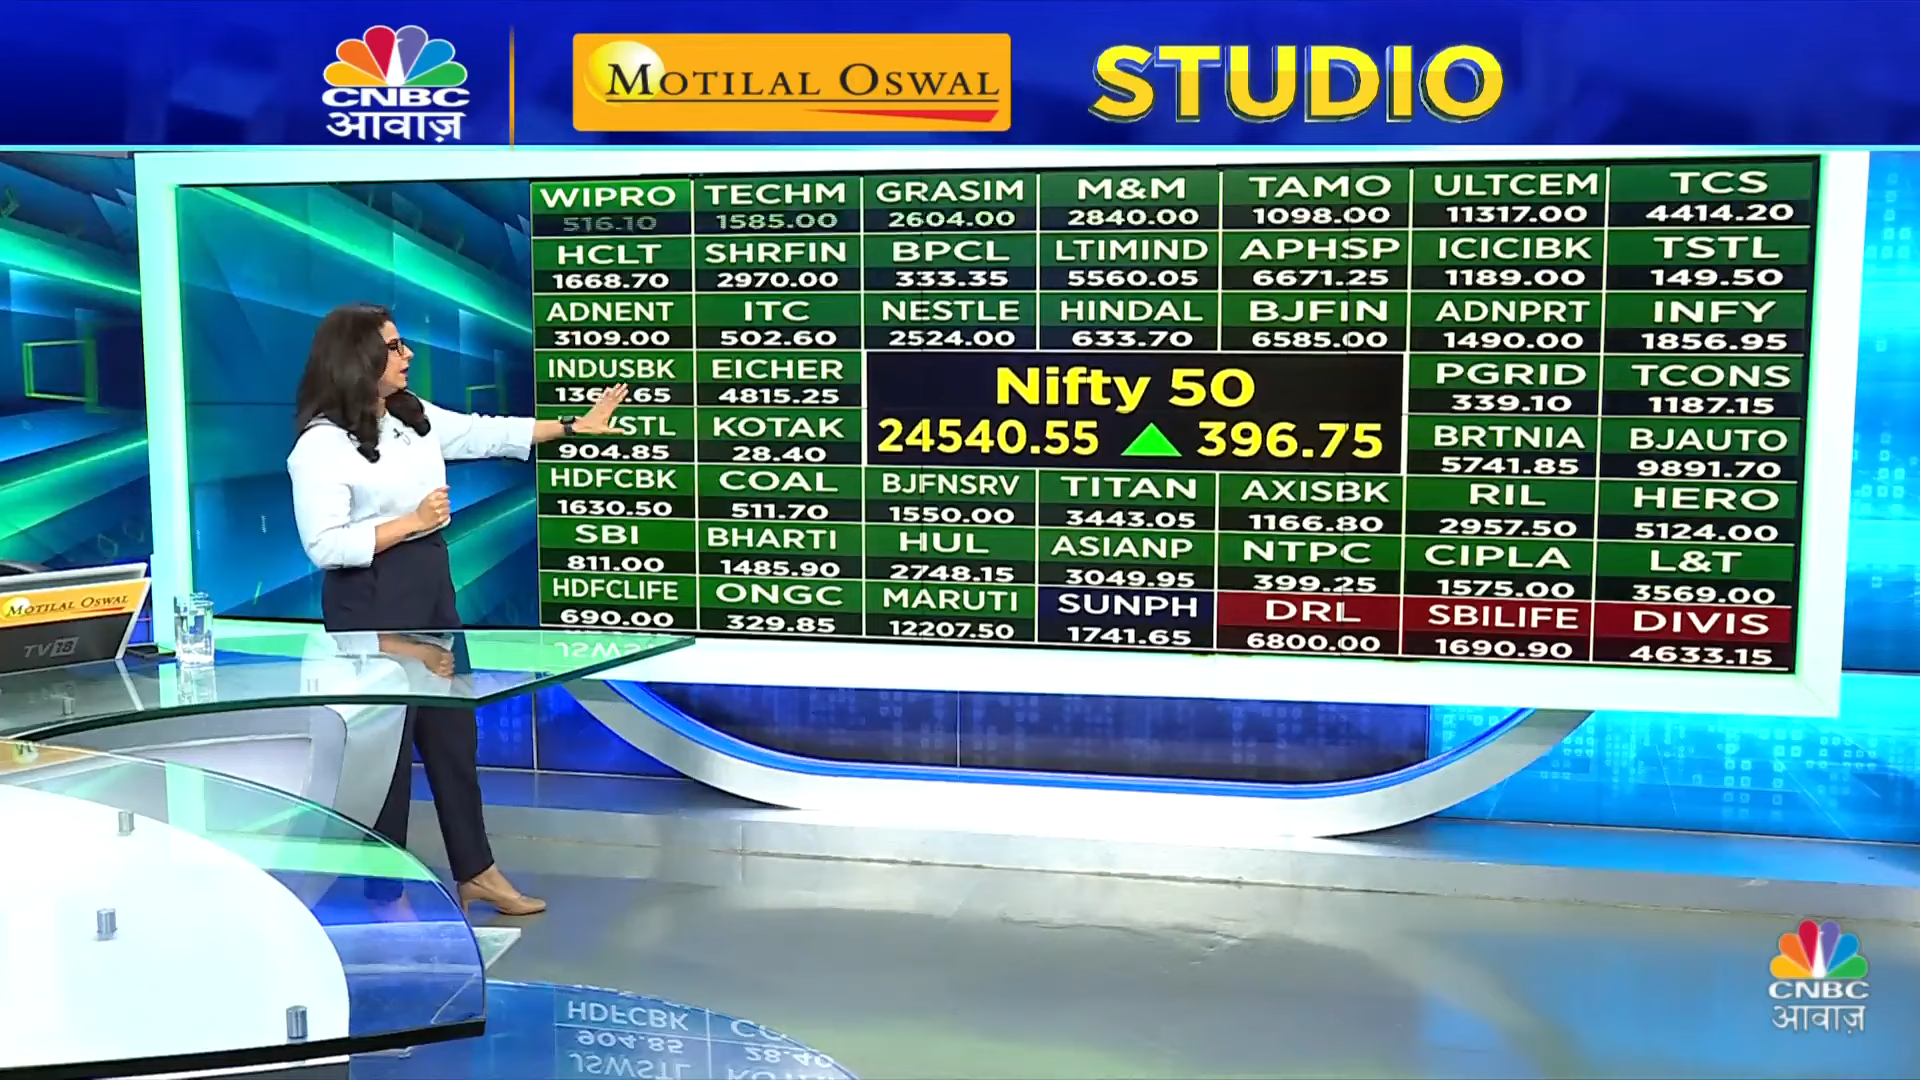 CNBC
आवाज़
MOTILAL OSWAL
STUDIO
WIPRO TECHM GRASIM M&M TAMO ULTCEM TCS
516.10 1585.00 2604.00 2840.00 1098.00 11317.00 4414.20
HCLT SHRFIN BPCL LTIMIND APHSP ICICIBK TSTL
1668.70 2970.00 333.35 5560.05 6671.25 1189.00 149.50
ADNENT ITC NESTLE HINDAL BJFIN ADNPRT INFY
3109.00 502.60 2524.00 633.70 6585.00 1490.00 1856.95
INDUSBK EICHER PGRID TCONS
4815.25 339.10 1187.15
Nifty 50
24540.55 396.75
KOTAK BRTNIA BJAUTO
904.85 28.40 5741.85 9891.70
HDFCBK COAL BJFNSRV TITAN AXISBK RIL HERO
1630.50 511.70 1550.00 3443.05 1166.80 2957.50 5124.00
SBI BHARTI HUL ASIANP NTPC CIPLA L&T
811.00 1485.90 2748.15 3049.95 399.25 1575.00 3569.00
HDFCLIFE ONGC MARUTI SUNPH DRL SBILIFE DIVIS
690.00 329.85 12207.50 1741.65 6800.00 1690.90 4633.15
MOTILAL OSWAL
TV18
CNBC
आवाज़